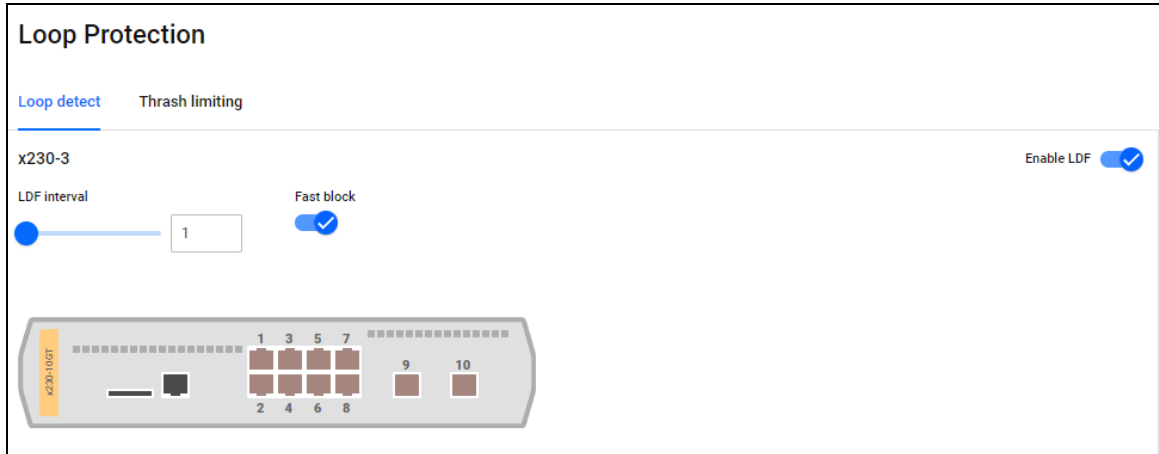 Loop Protection
Loop detect Thrash limiting
x230-3 Enable LDF
LDF interval Fast block
1
1 3 5 7
9 10
x230-10GT
2 4 6 8